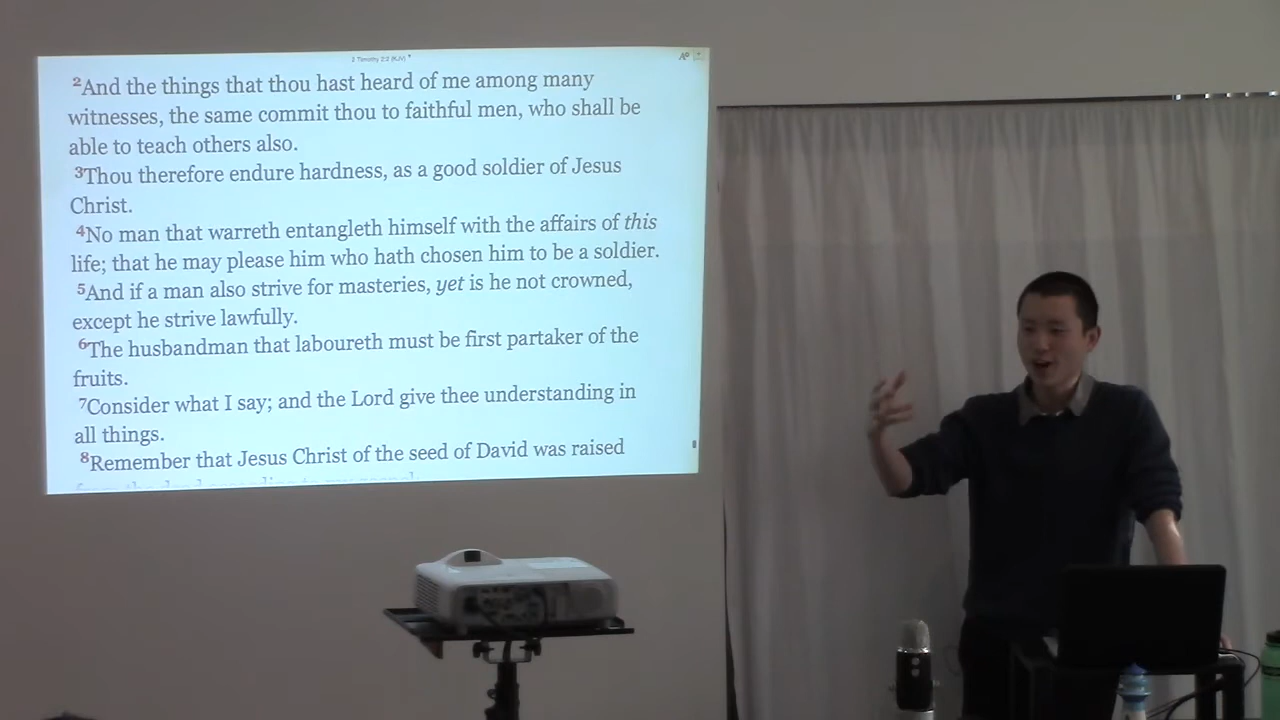 2 Timothy 2:2 (KJV)
2And the things that thou hast heard of me among many
witnesses, the same commit thou to faithful men, who shall be
able to teach others also.
3Thou therefore endure hardness, as a good soldier of Jesus
Christ.
4No man that warreth entangleth himself with the affairs of this
life; that he may please him who hath chosen him to be a soldier.
5And if a man also strive for masteries, yet is he not crowned,
except he strive lawfully.
6The husbandman that laboureth must be first partaker of the
fruits.
7Consider what I say; and the Lord give thee understanding in
all things.
8Remember that Jesus Christ of the seed of David was raised